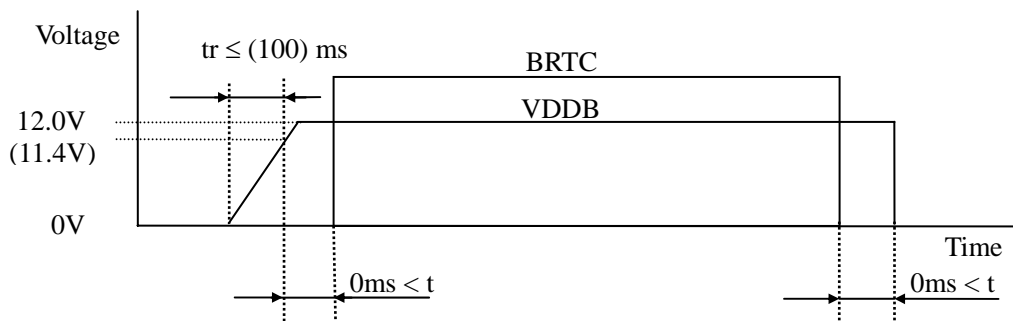 Voltage
tr ≤ (100) ms
BRTC
VDDB
12.0V
(11.4V)
0V
Time
0ms < t
0ms < t